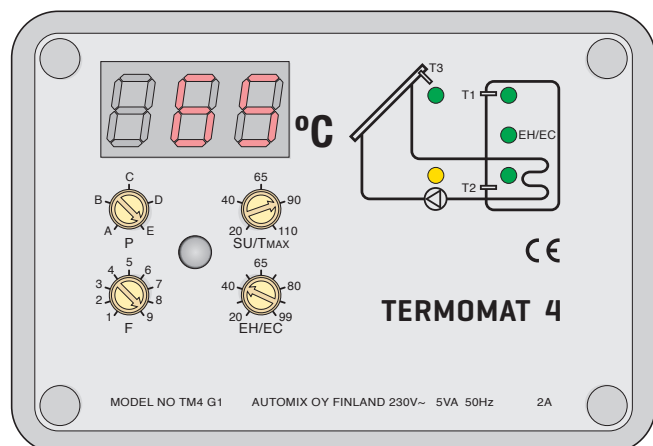 °C
T3
T1
EH/EC
T2
C
B D
A E
P
65
40 90
20 110
SU/TMAX
5
4 6
3 7
2 8
1 9
F
65
40 80
20 99
EH/EC
CE
TERMOMAT 4
MODEL NO TM4 G1 AUTOMIX OY FINLAND 230V~ 5VA 50Hz 2A